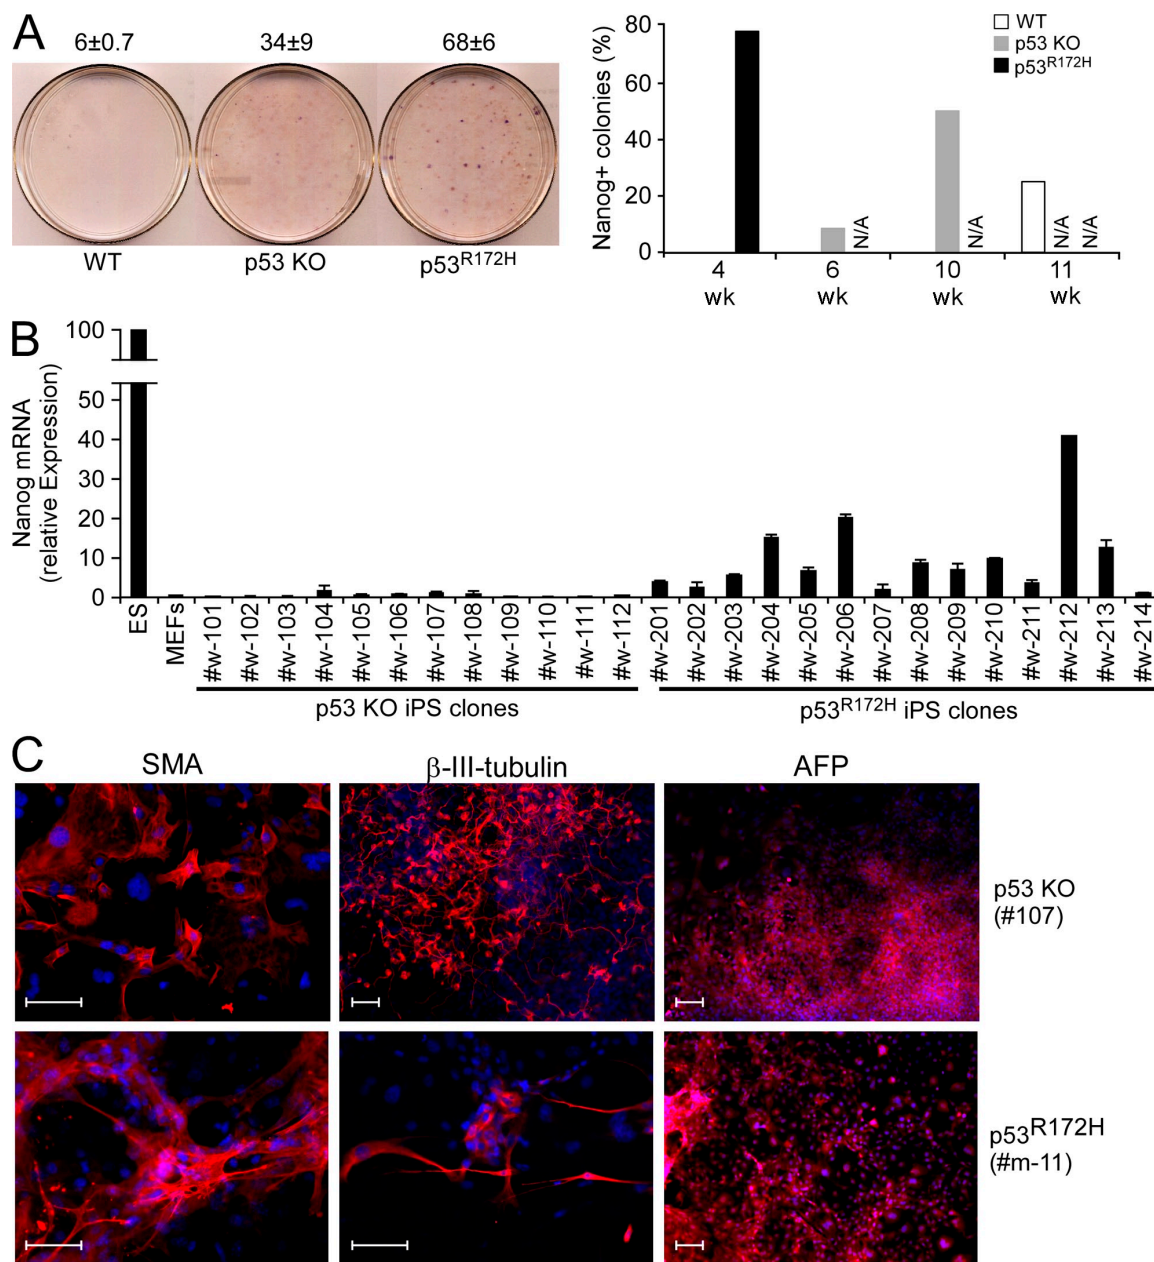 A
6±0.7 34±9 68±6
WT p53 KO p53R172H
Nanog+ colonies (%)
80
60
40
20
0
WT
p53 KO
p53R172H
N/A N/A N/A N/A
4 6 10 11
wk wk wk wk
B
Nanog mRNA
(relative Expression)
100
50
40
30
20
10
0
ES
MEFs
#w-101
#w-102
#w-103
#w-104
#w-105
#w-106
#w-107
#w-108
#w-109
#w-110
#w-111
#w-112
#w-201
#w-202
#w-203
#w-204
#w-205
#w-206
#w-207
#w-208
#w-209
#w-210
#w-211
#w-212
#w-213
#w-214
p53 KO iPS clones
p53R172H iPS clones
C
SMA β-III-tubulin AFP
p53 KO
(#107)
p53R172H
(#m-11)